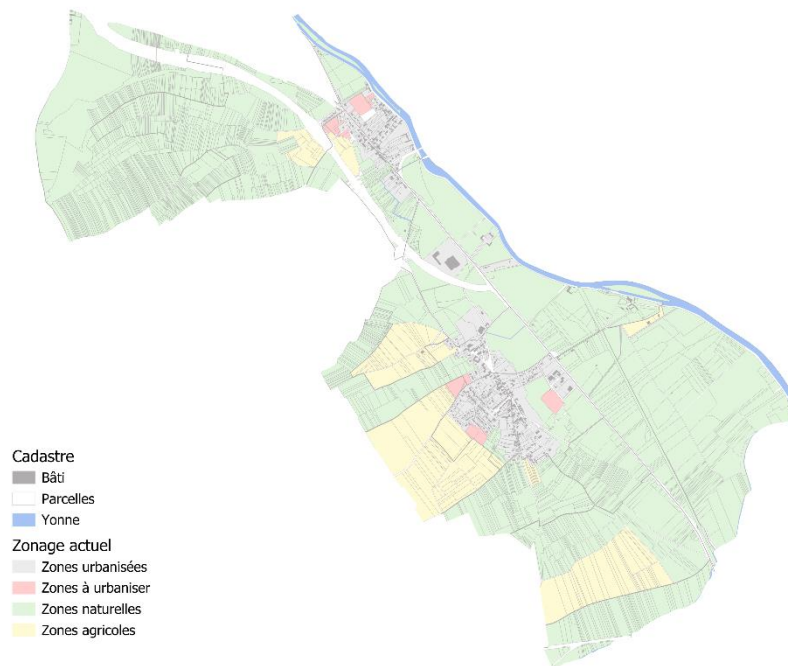 Cadastre
Bâti
Parcelles
Yonne
Zonage actuel
Zones urbanisées
Zones à urbaniser
Zones naturelles
Zones agricoles